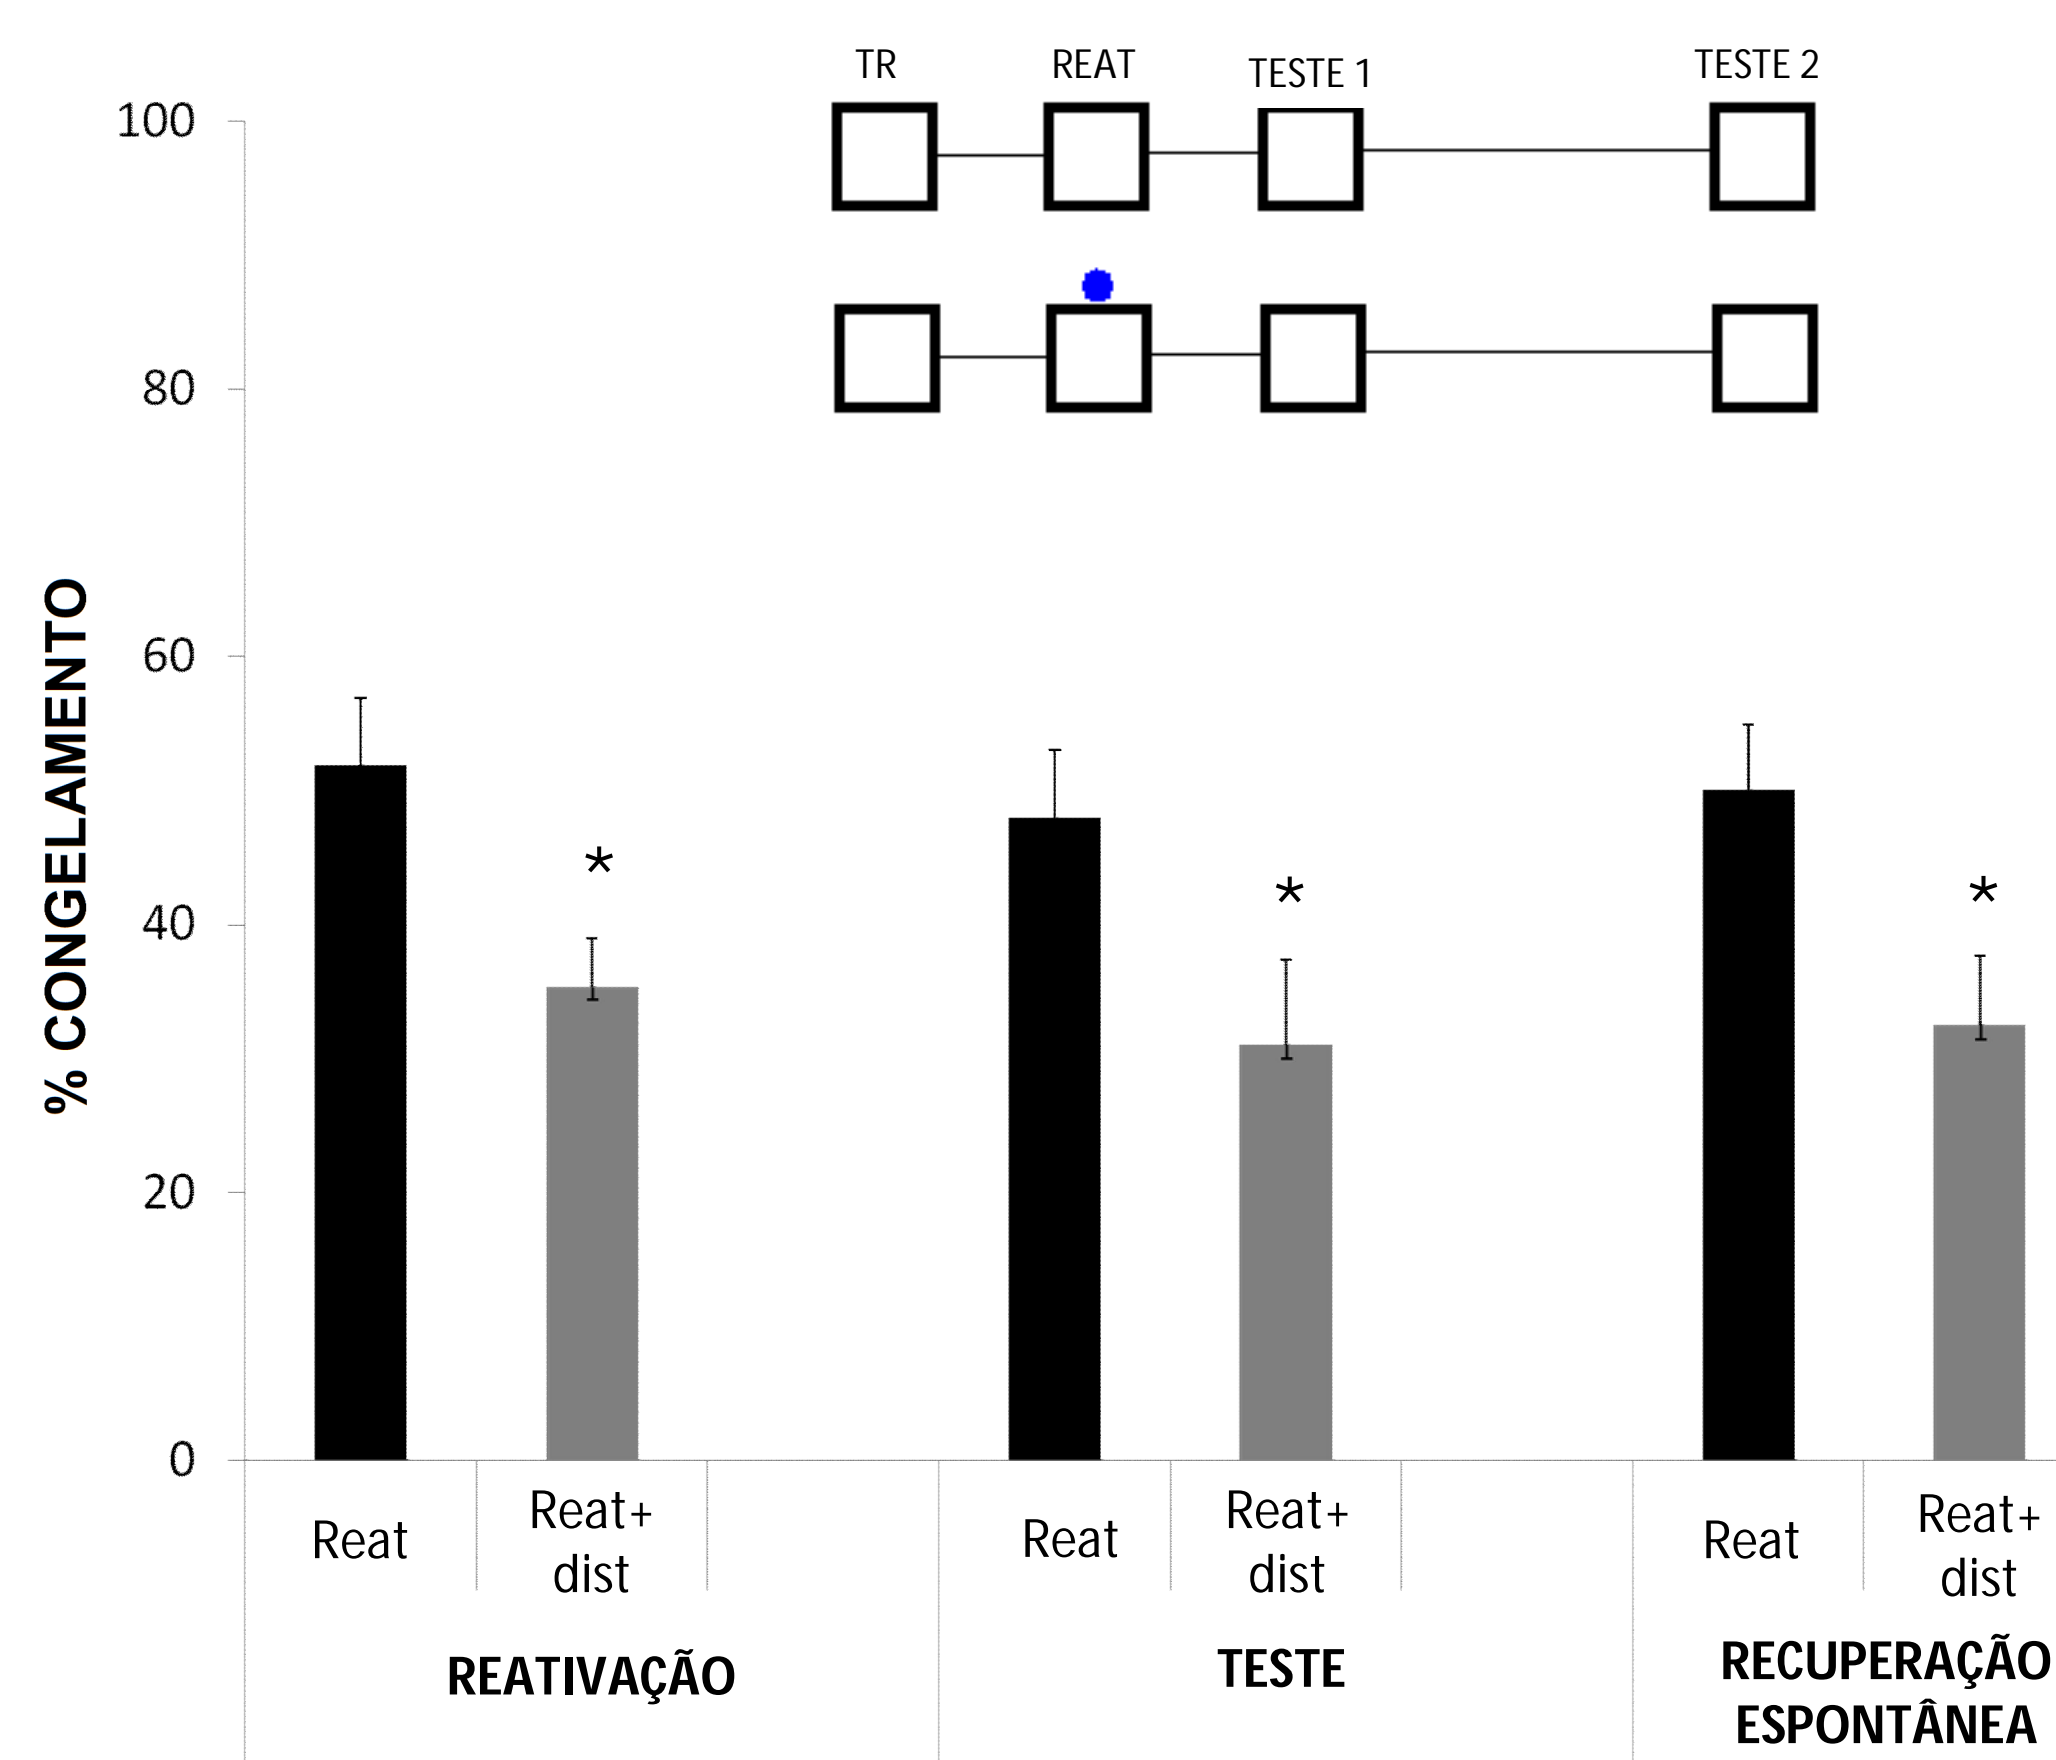 TR
REAT
TESTE 1
TESTE 2
100
80
60
40
20
0
% CONGELAMENTO
*
*
*
Reat
Reat+
dist
Reat
Reat+
dist
Reat
Reat+
dist
REATIVAÇÃO
TESTE
RECUPERAÇÃO
ESPONTÂNEA